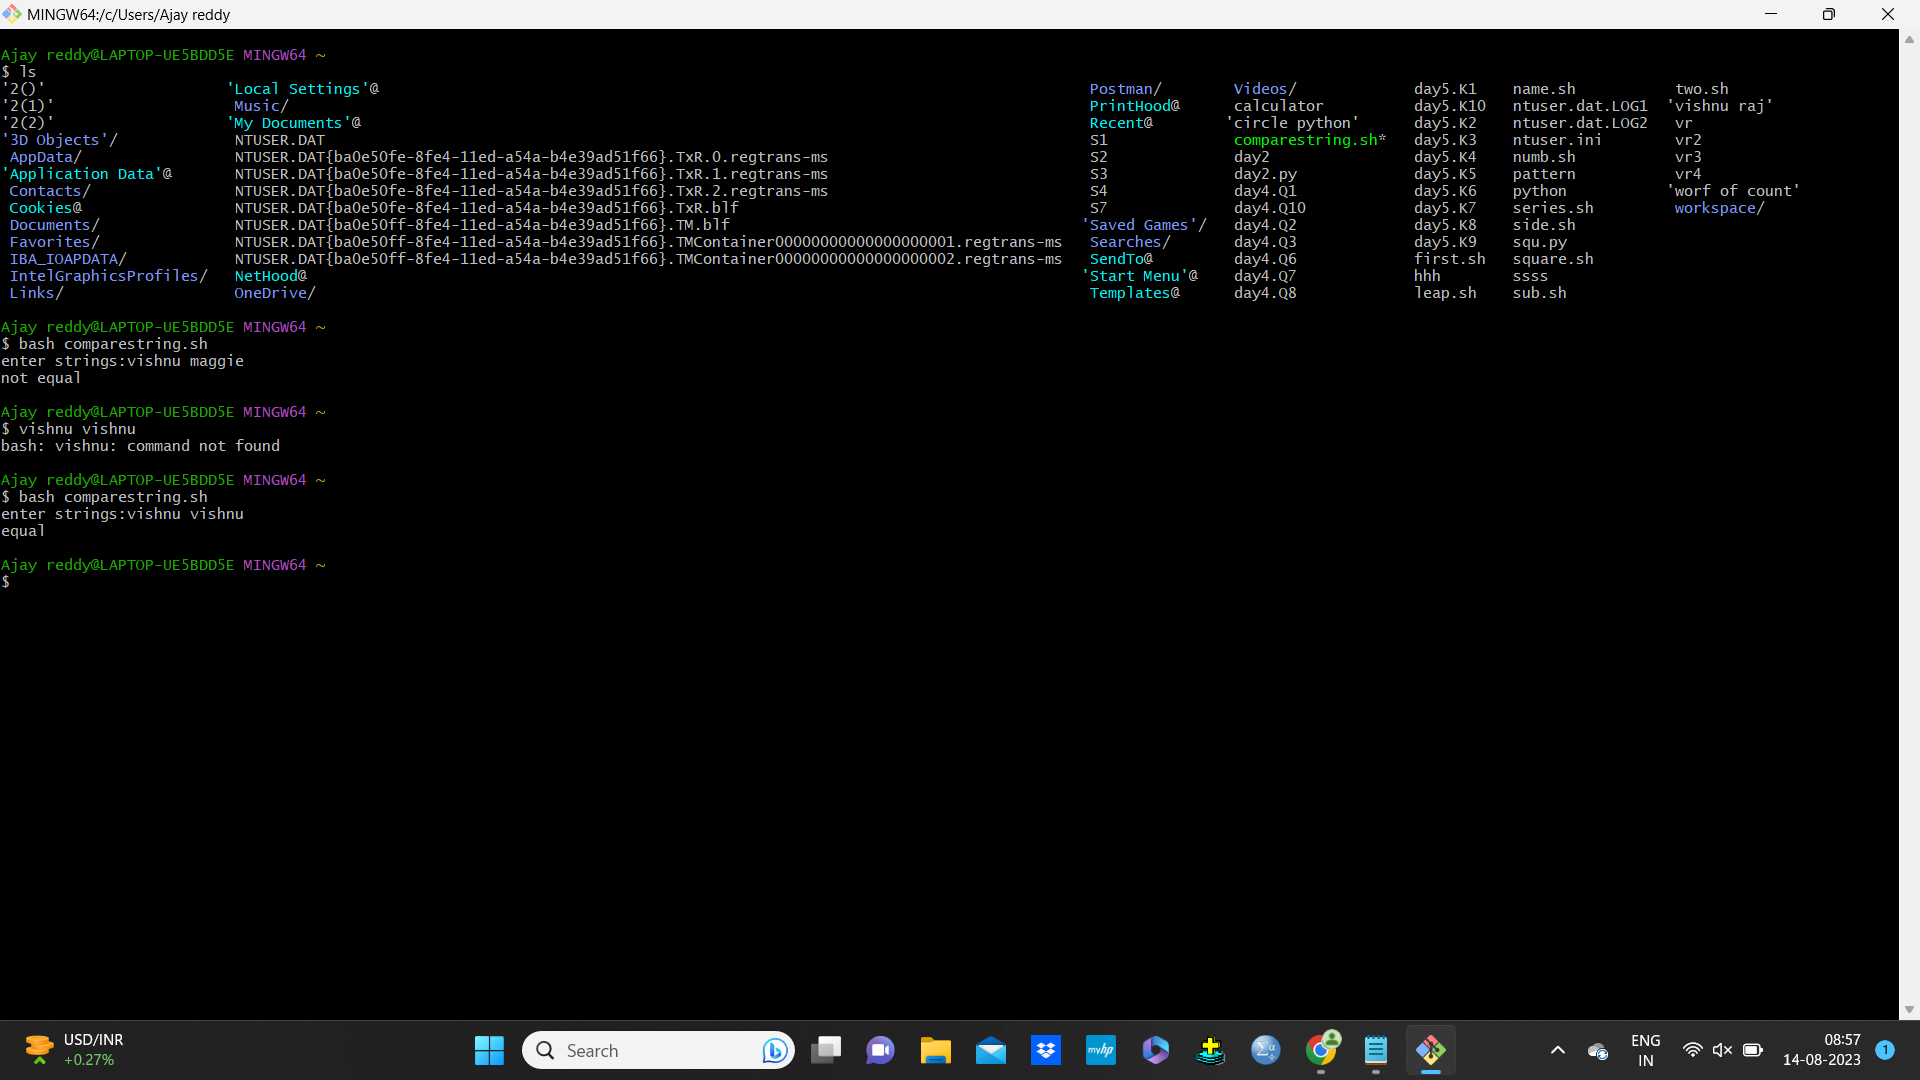 MINGW64:/c/Users/Ajay reddy
Ajay reddy@LAPTOP-UE5BDD5E MINGW64 ~
$ ls
'2()' 'Local Settings'@ Postman/ Videos/ day5.K1 name.sh two.sh
'2(1)' Music/ PrintHood@ calculator day5.K10 ntuser.dat.LOG1 'vishnu raj'
'2(2)' 'My Documents'@ Recent@ 'circle python' day5.K2 ntuser.dat.LOG2 vr
'3D Objects'/ NTUSER.DAT S1 comparestring.sh* day5.K3 ntuser.ini vr2
AppData/ NTUSER.DAT{ba0e50fe-8fe4-11ed-a54a-b4e39ad51f66}.TxR.0.regtrans-ms S2 day2 day5.K4 numb.sh vr3
'Application Data'@ NTUSER.DAT{ba0e50fe-8fe4-11ed-a54a-b4e39ad51f66}.TxR.1.regtrans-ms S3 day2.py day5.K5 pattern vr4
Contacts/ NTUSER.DAT{ba0e50fe-8fe4-11ed-a54a-b4e39ad51f66}.TxR.2.regtrans-ms S4 day4.Q1 day5.K6 python 'worf of count'
Cookies@ NTUSER.DAT{ba0e50fe-8fe4-11ed-a54a-b4e39ad51f66}.TxR.blf S7 day4.Q10 day5.K7 series.sh workspace/
Documents/ NTUSER.DAT{ba0e50ff-8fe4-11ed-a54a-b4e39ad51f66}.TM.blf 'Saved Games'/ day4.Q2 day5.K8 side.sh
Favorites/ NTUSER.DAT{ba0e50ff-8fe4-11ed-a54a-b4e39ad51f66}.TMContainer00000000000000000001.regtrans-ms Searches/ day4.Q3 day5.K9 squ.py
IBA_IOAPDATA/ NTUSER.DAT{ba0e50ff-8fe4-11ed-a54a-b4e39ad51f66}.TMContainer00000000000000000002.regtrans-ms SendTo@ day4.Q6 first.sh square.sh
IntelGraphicsProfiles/ NetHood@ 'Start Menu'@ day4.Q7 hhh ssss
Links/ OneDrive/ Templates@ day4.Q8 leap.sh sub.sh
Ajay reddy@LAPTOP-UE5BDD5E MINGW64 ~
$ bash comparestring.sh
enter strings:vishnu maggie
not equal
Ajay reddy@LAPTOP-UE5BDD5E MINGW64 ~
$ vishnu vishnu
bash: vishnu: command not found
Ajay reddy@LAPTOP-UE5BDD5E MINGW64 ~
$ bash comparestring.sh
enter strings:vishnu vishnu
equal
Ajay reddy@LAPTOP-UE5BDD5E MINGW64 ~
$
USD/INR
+0.27%
Search
myhp
ENG
IN
08:57
14-08-2023
1